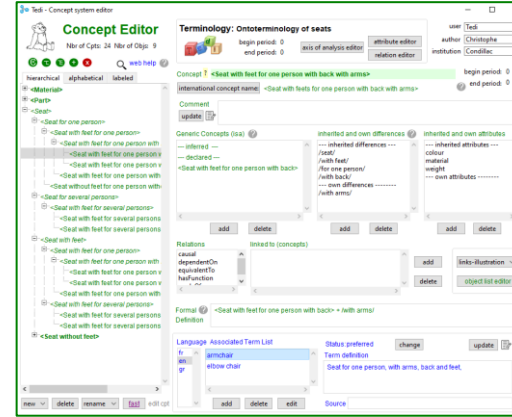 Tedi - Concept system editor
Concept Editor
Nbr of Cpts: 24 Nbr of Objs: 9
web help
hierarchical alphabetical labeled
<Material>
<Part>
<Seat>
<Seat for one person>
<Seat with feet for one person>
<Seat with feet for one person with
<Seat with feet for one person w
<Seat with feet for one person w
<Seat without feet for one person with
<Seat for several persons>
<Seat with feet for several persons>
<Seat with feet for several persons
<Seat with feet for several persons
<Seat with feet>
<Seat with feet for one person>
<Seat with feet for one person with
<Seat with feet for one person w
<Seat with feet for one person w
<Seat with feet for several persons>
<Seat with feet for several persons
<Seat with feet for several persons
<Seat without feet>
new delete rename fast edit cpt
Terminology: Ontoterminology of seats
begin period: 0
end period: 0
axis of analysis editor
attribute editor
relation editor
user Tedi
author Christophe
institution Condillac
Concept <Seat with feet for one person with back with arms>
begin period: 0
end period: 0
international concept name: <Seat with feets for one person with back with arms>
Comment
update
Generic Concepts (isa)
--- inferred ---
--- declared ---
<Seat with feet for one person with back>
add delete
inherited and own differences
--- inherited differences ---
/seat/
/with feet/
/for one person/
/with back/
--- own differences --------
/with arms/
add delete
inherited and own attributes
--- inherited attributes ---
colour
material
weight
--- own attributes --------
add delete
Relations
linked to (concepts)
causal
dependentOn
equivalentTo
hasFunction
add
delete
links-illustration
object list editor
Formal
Definition
<Seat with feet for one person with back> + /with arms/
Language Associated Term List
fr
en
gr
armchair
elbow chair
add delete edit
Status: preferred
change
update
Term definition
Seat for one person, with arms, back and feet,
Source